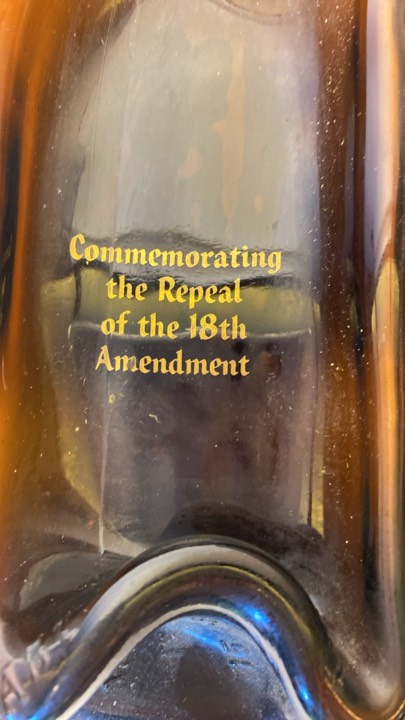 Commemorating
the Repeal
of the 18th
Amendment